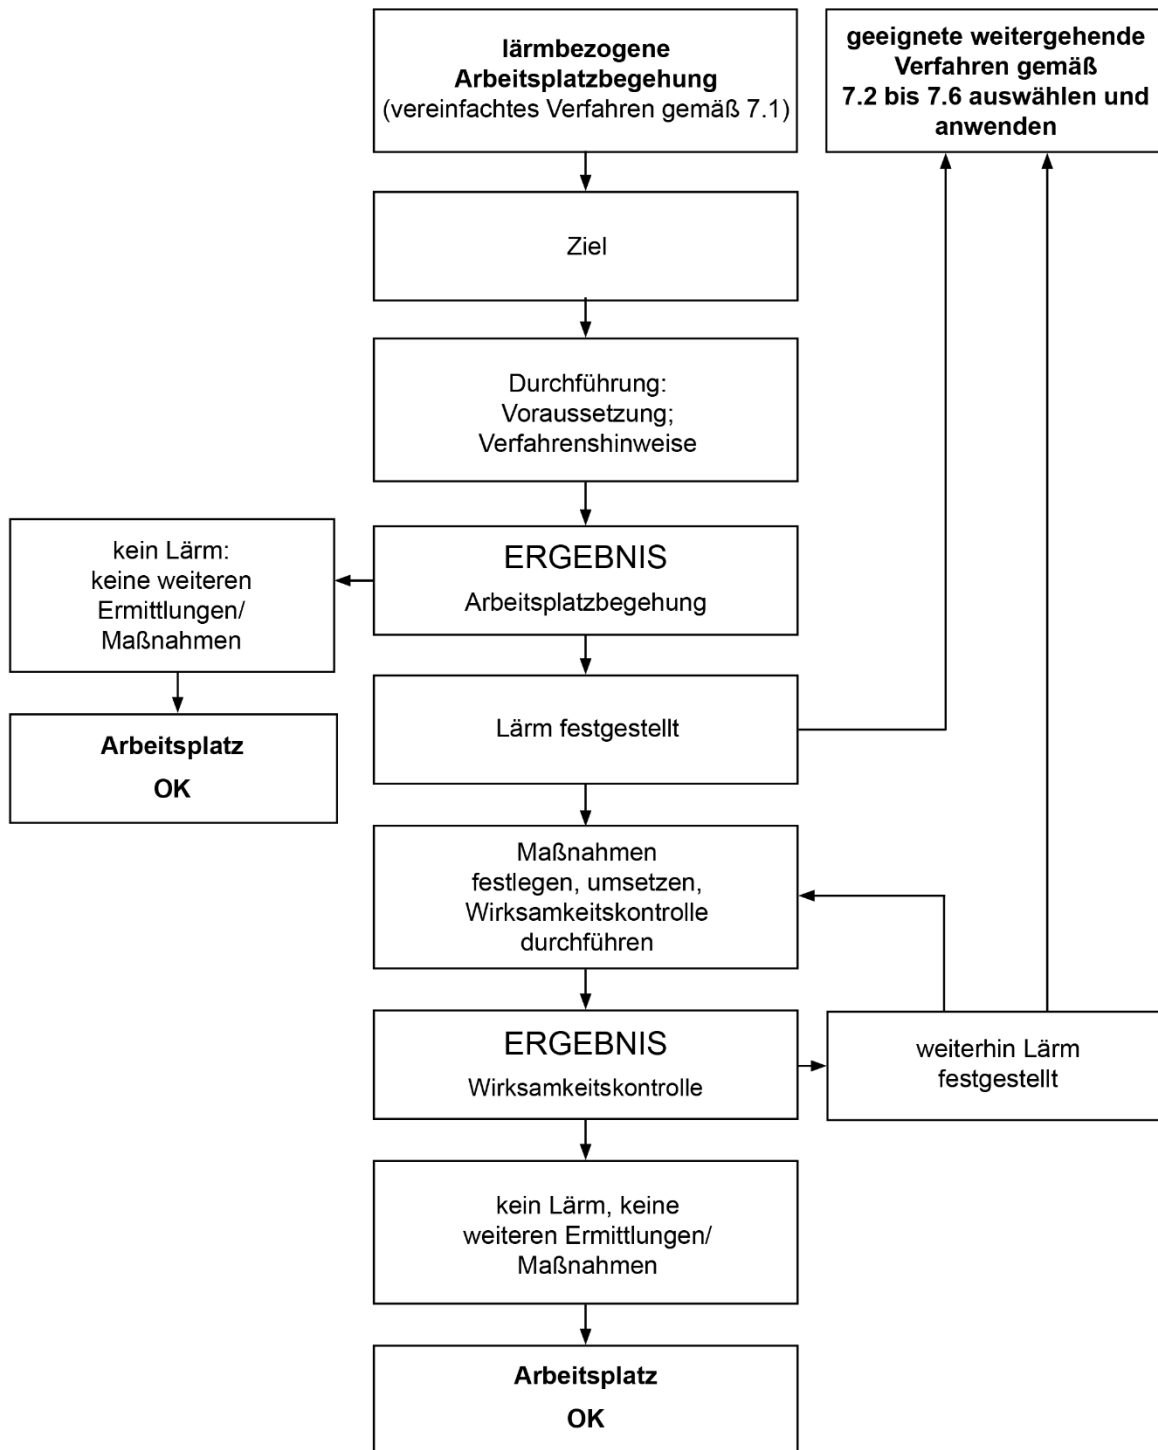 lärmbezogene
Arbeitsplatzbegehung
(vereinfachtes Verfahren gemäß 7.1)
geeignete weitergehende
Verfahren gemäß
7.2 bis 7.6 auswählen und
anwenden
Ziel
Durchführung:
Voraussetzung;
Verfahrenshinweise
ERGEBNIS
Arbeitsplatzbegehung
kein Lärm:
keine weiteren
Ermittlungen/
Maßnahmen
Arbeitsplatz
OK
Lärm festgestellt
Maßnahmen
festlegen, umsetzen,
Wirksamkeitskontrolle
durchführen
ERGEBNIS
Wirksamkeitskontrolle
weiterhin Lärm
festgestellt
kein Lärm, keine
weiteren Ermittlungen/
Maßnahmen
Arbeitsplatz
OK